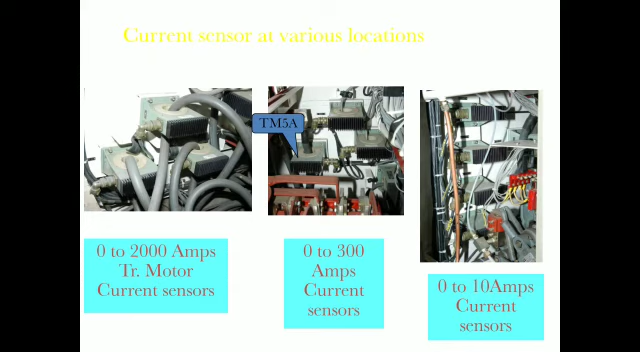 Current sensor at various locations
TM5A
0 to 2000 Amps
Tr. Motor
Current sensors
0 to 300
Amps
Current
sensors
0 to 10Amps
Current
sensors